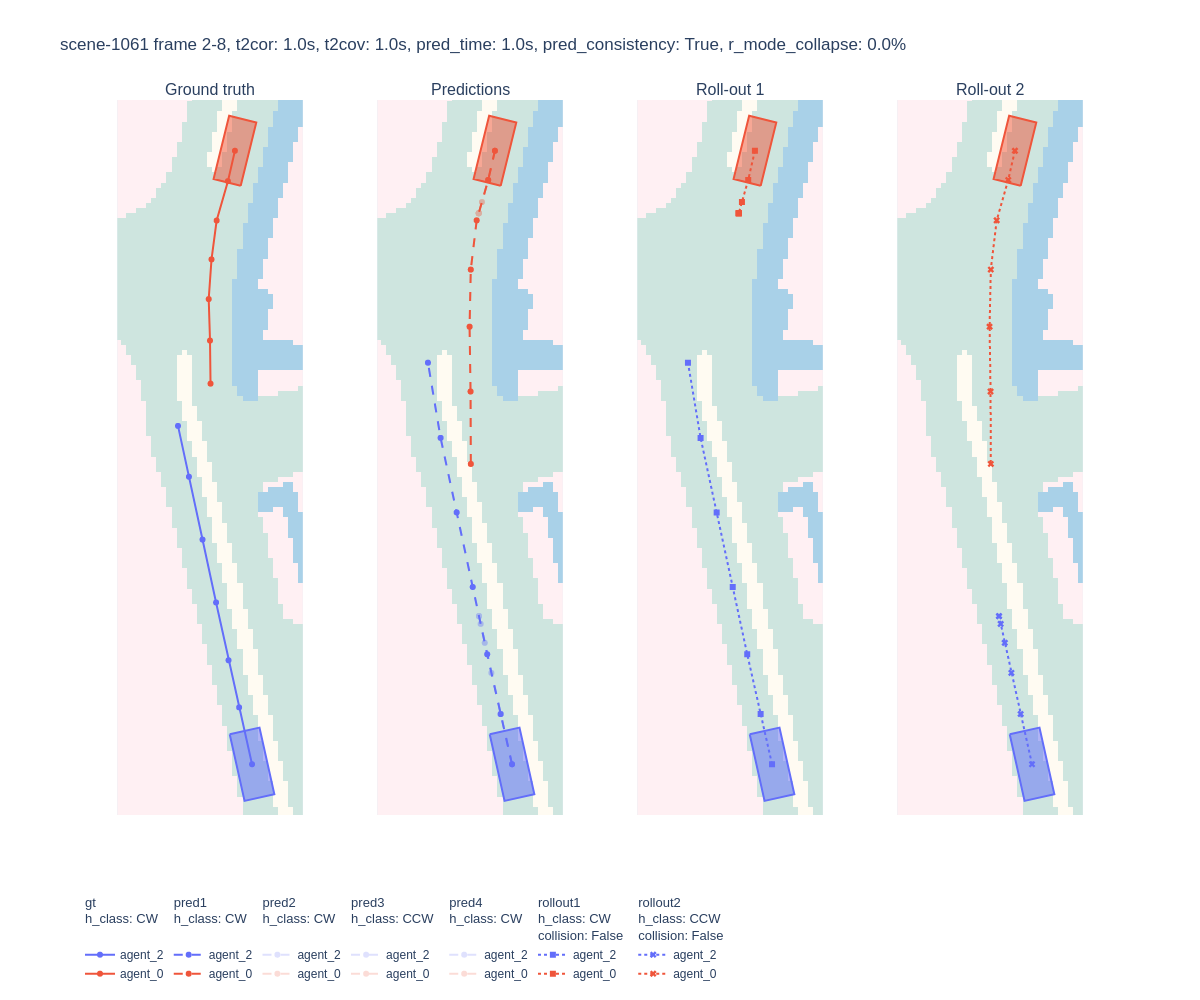 scene-1061 frame 2-8, t2cor: 1.0s, t2cov: 1.0s, pred_time: 1.0s, pred_consistency: True, r_mode_collapse: 0.0%
Ground truth
Predictions
Roll-out 1
Roll-out 2
gt
h_class: CW
agent_2
agent_0
pred1
h_class: CW
agent_2
agent_0
pred2
h_class: CW
agent_2
agent_0
pred3
h_class: CCW
agent_2
agent_0
pred4
h_class: CW
agent_2
agent_0
rollout1
h_class: CW
collision: False
agent_2
agent_0
rollout2
h_class: CCW
collision: False
agent_2
agent_0